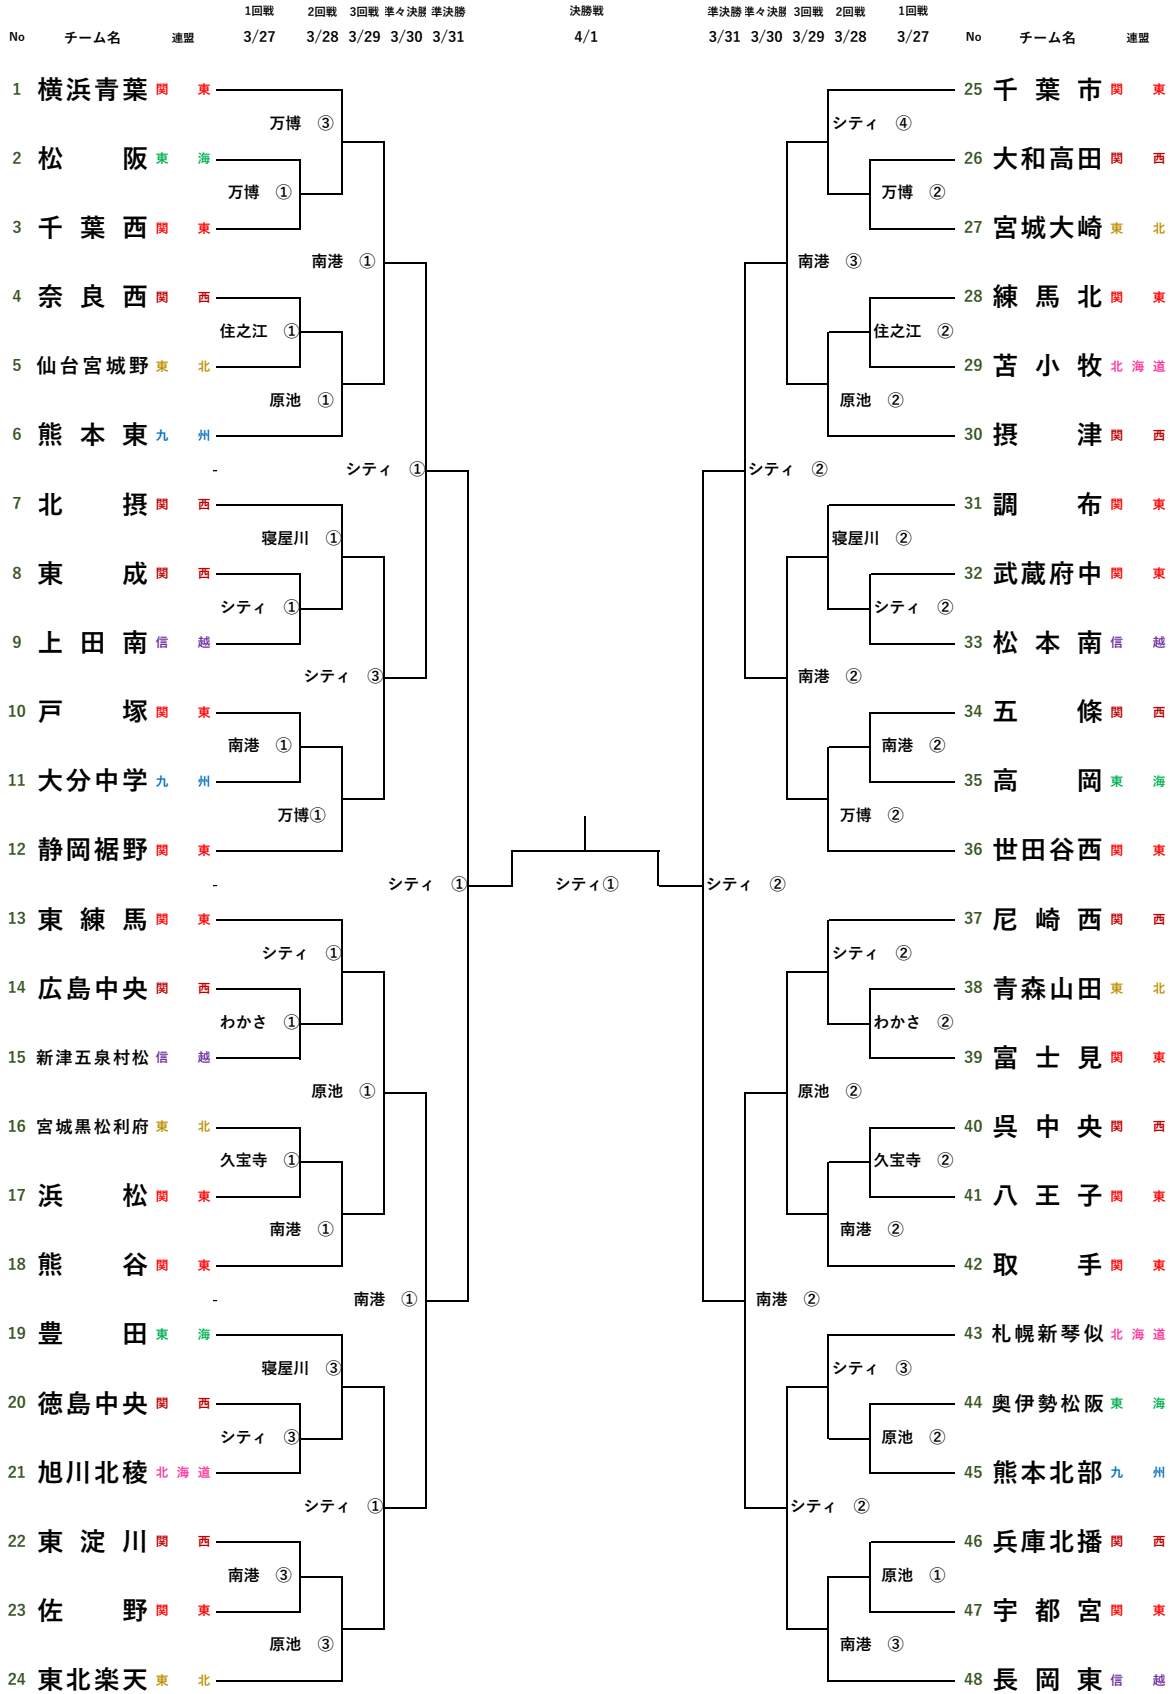 1回戦 2回戦 3回戦 準々決勝 準決勝 決勝戦 準決勝 準々決勝 3回戦 2回戦 1回戦
No チーム名 連盟 3/27 3/28 3/29 3/30 3/31 4/1 3/31 3/30 3/29 3/28 3/27 No チーム名 連盟
1 横浜青葉 関東 25 千葉市 関東
万博 ③ シティ ④
2 松阪 東海 26 大和高田 関西
万博 ① 万博 ②
3 千葉西 関東 27 宮城大崎 東北
南港 ① 南港 ③
4 奈良西 関西 28 練馬北 関東
住之江 ① 住之江 ②
5 仙台宮城野 東北 29 苫小牧 北海道
原池 ① 原池 ②
6 熊本東 九州 30 摂津 関西
- シティ ① シティ ②
7 北摂 関西 31 調布 関東
寝屋川 ① 寝屋川 ②
8 東成 関西 32 武蔵府中 関東
シティ ① シティ ②
9 上田南 信越 33 松本南 信越
シティ ③ 南港 ②
10 戸塚 関東 34 五條 関西
南港 ① 南港 ②
11 大分中学 九州 35 高岡 東海
万博① 万博 ②
12 静岡裾野 関東 36 世田谷西 関東
- シティ ① シティ① シティ ②
13 東練馬 関東 37 尼崎西 関西
シティ ① シティ ②
14 広島中央 関西 38 青森山田 東北
わかさ ① わかさ ②
15 新津五泉村松 信越 39 富士見 関東
原池 ① 原池 ②
16 宮城黒松利府 東北 40 呉中央 関西
久宝寺 ① 久宝寺 ②
17 浜松 関東 41 八王子 関東
南港 ① 南港 ②
18 熊谷 関東 42 取手 関東
- 南港 ① 南港 ②
19 豊田 東海 43 札幌新琴似 北海道
寝屋川 ③ シティ ③
20 徳島中央 関西 44 奥伊勢松阪 東海
シティ ③ 原池 ②
21 旭川北稜 北海道 45 熊本北部 九州
シティ ① シティ ②
22 東淀川 関西 46 兵庫北播 関西
南港 ③ 原池 ①
23 佐野 関東 47 宇都宮 関東
原池 ③ 南港 ③
24 東北楽天 東北 48 長岡東 信越